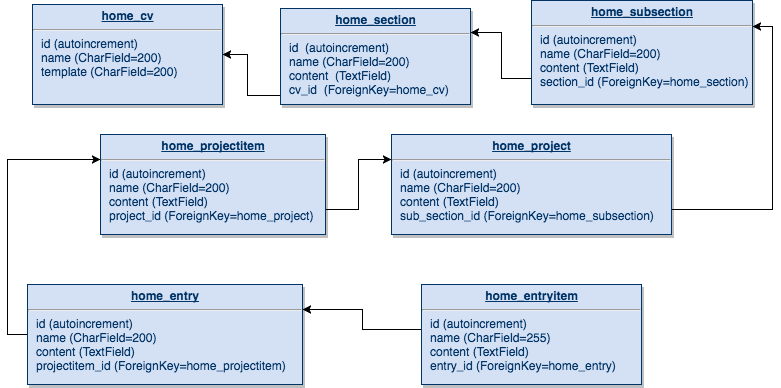 home_cv
id (autoincrement)
name (CharField=200)
template (CharField=200)
home_section
id (autoincrement)
name (CharField=200)
content (TextField)
cv_id (ForeignKey=home_cv)
home_subsection
id (autoincrement)
name (CharField=200)
content (TextField)
section_id (ForeignKey=home_section)
home_projectitem
id (autoincrement)
name (CharField=200)
content (TextField)
project_id (ForeignKey=home_project)
home_project
id (autoincrement)
name (CharField=200)
content (TextField)
sub_section_id (ForeignKey=home_subsection)
home_entry
id (autoincrement)
name (CharField=200)
content (TextField)
projectitem_id (ForeignKey=home_projectitem)
home_entryitem
id (autoincrement)
name (CharField=255)
content (TextField)
entry_id (ForeignKey=home_entry)